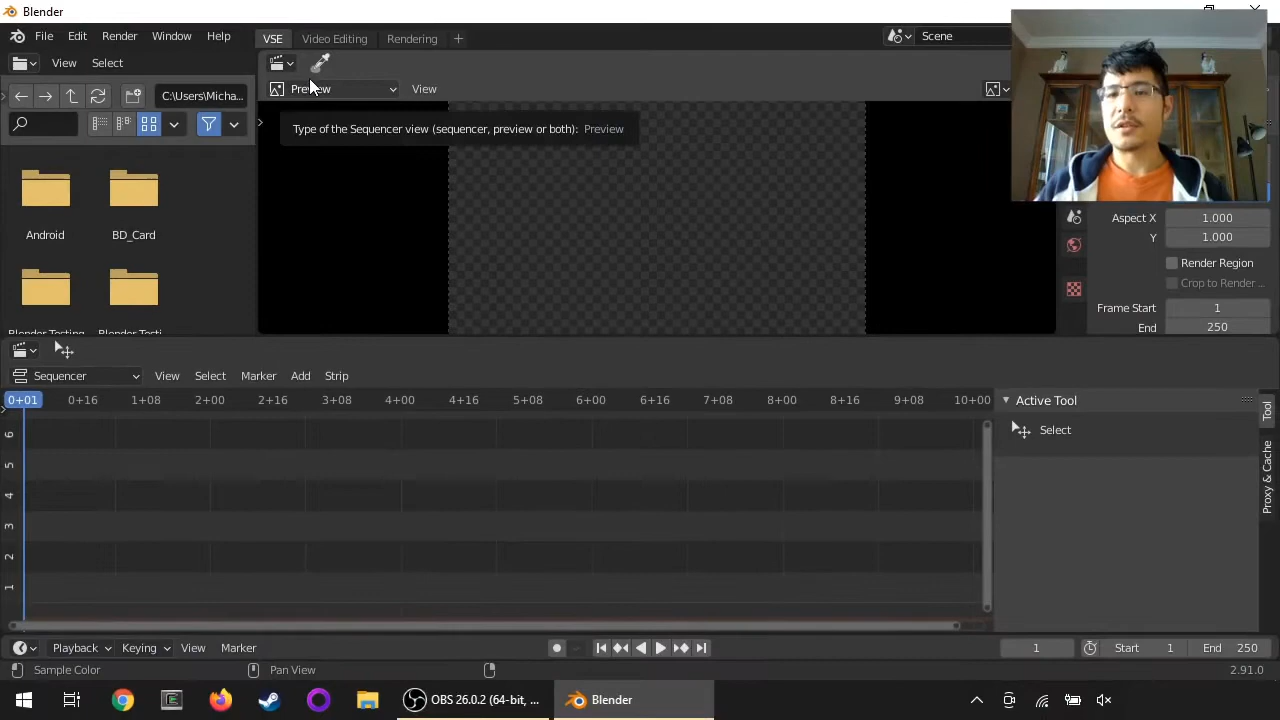 Blender
File Edit Render Window Help
VSE Video Editing Rendering
Scene
View Select
Preview View
C:\Users\Micha...
Type of the Sequencer view (sequencer, preview or both): Preview
Android BD_Card
Aspect X 1.000
Y 1.000
Render Region
Crop to Render ...
Frame Start 1
End 250
Sequencer View Select Marker Add Strip
0+01 0+16 1+08 2+00 2+16 3+08 4+00 4+16 5+08 6+00 6+16 7+08 8+00 8+16 9+08 10+00
Active Tool
Select
Tool
Proxy & Cache
6
5
4
3
2
1
Playback Keying View Marker
1 Start 1 End 250
Sample Color Pan View 2.91.0
OBS 26.0.2 (64-bit, ... Blender